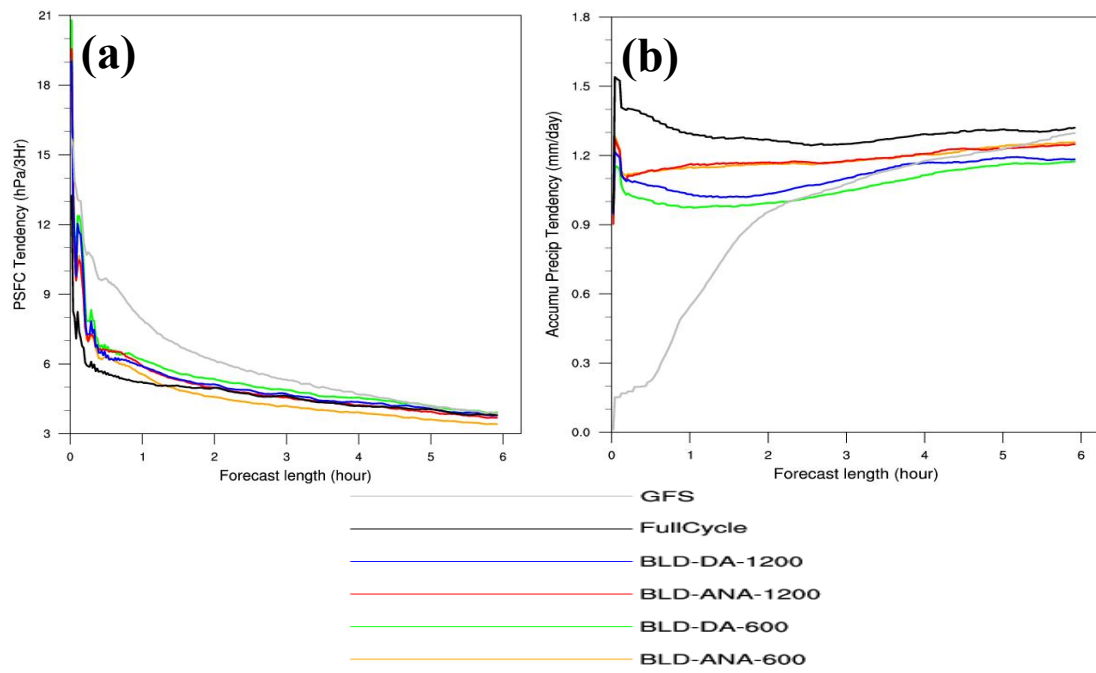 (a)
PSFC Tendency (hPa/3Hr)
21
18
15
12
9
6
3
0 1 2 3 4 5 6
Forecast length (hour)
(b)
Accumu Precip Tendency (mm/day)
1.8
1.5
1.2
0.9
0.6
0.3
0.0
0 1 2 3 4 5 6
Forecast length (hour)
GFS
FullCycle
BLD-DA-1200
BLD-ANA-1200
BLD-DA-600
BLD-ANA-600